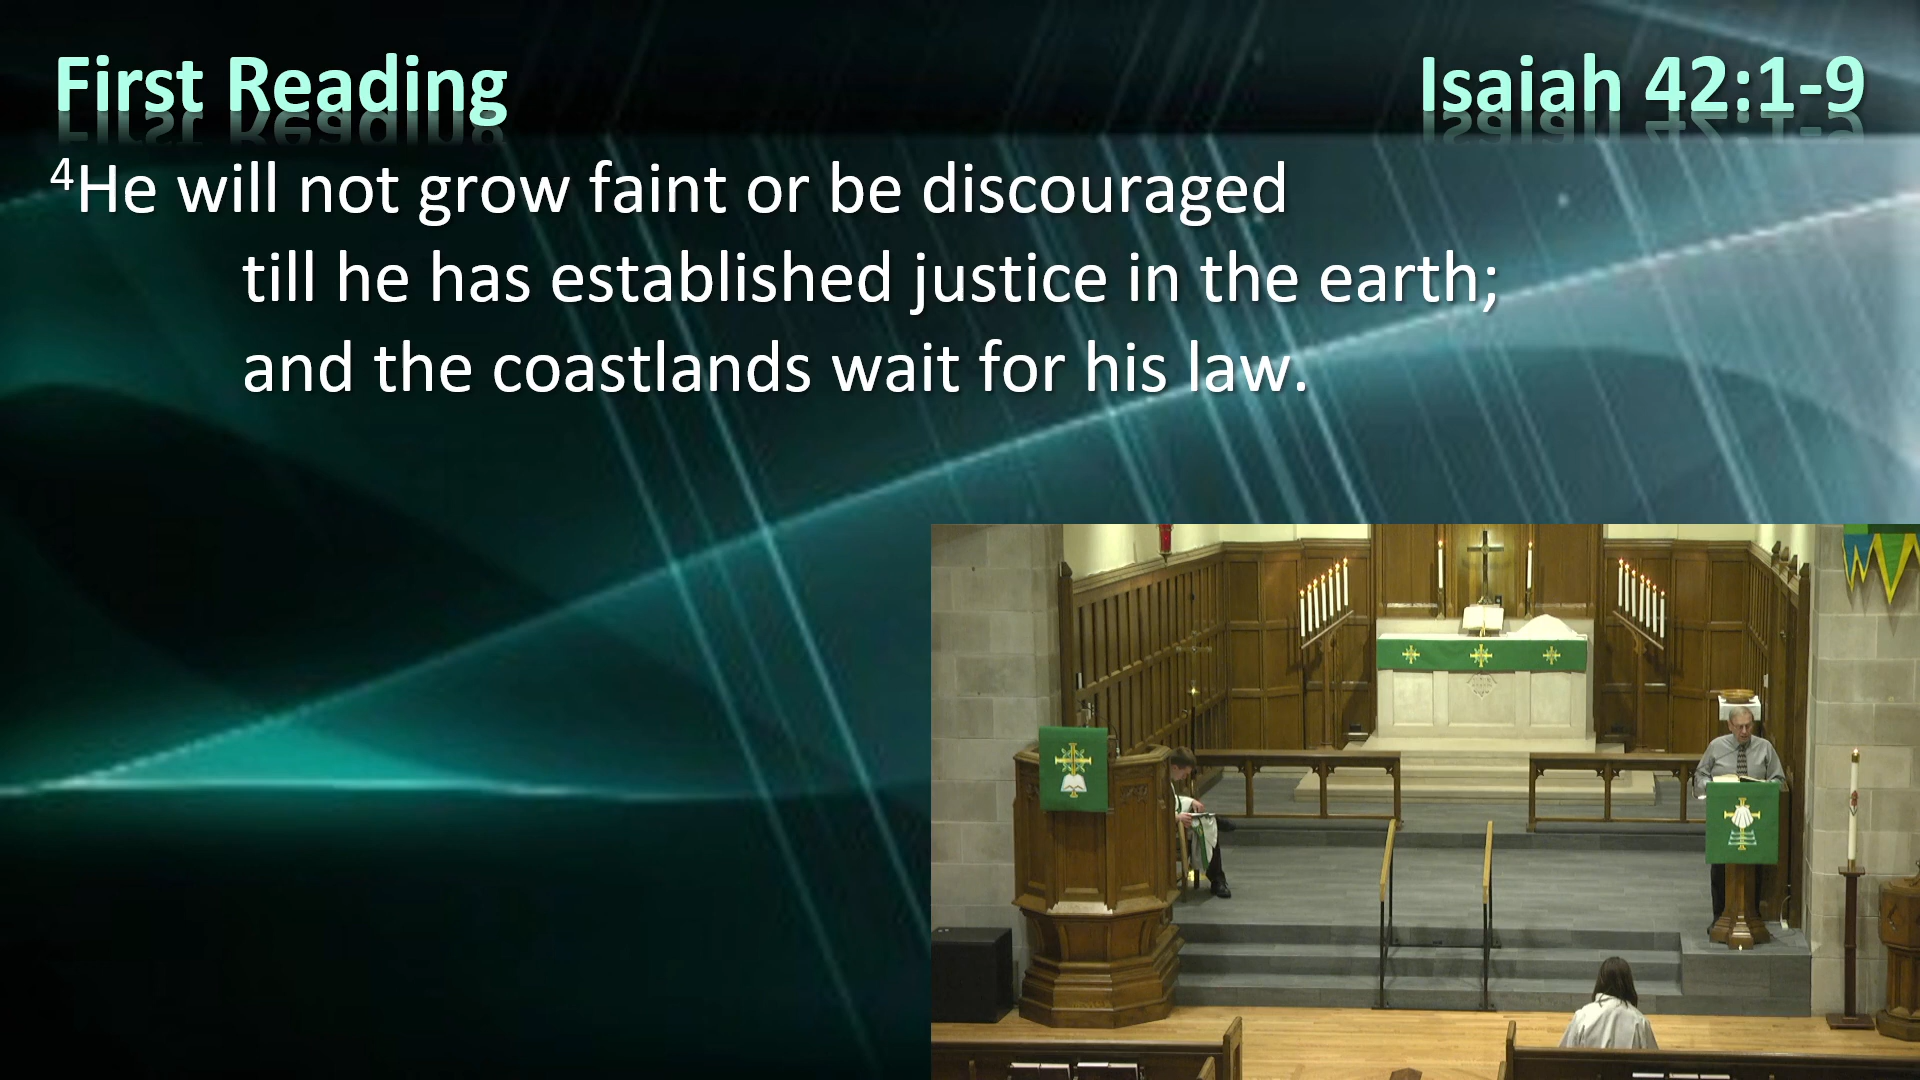 First Reading Isaiah 42:1-9
⁴He will not grow faint or be discouraged
till he has established justice in the earth;
and the coastlands wait for his law.